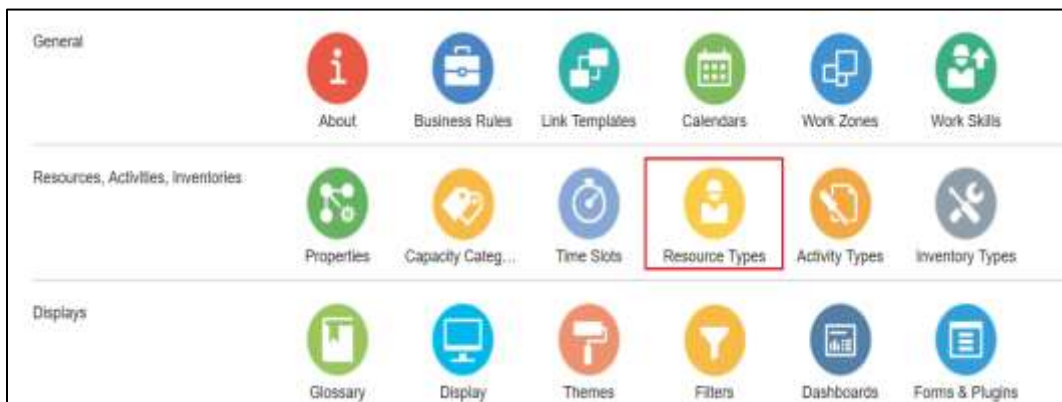 General
About
Business Rules
Link Templates
Calendars
Work Zones
Work Skills
Resources, Activities, Inventories
Properties
Capacity Categ...
Time Slots
Resource Types
Activity Types
Inventory Types
Displays
Glossary
Display
Themes
Filters
Dashboards
Forms & Plugins